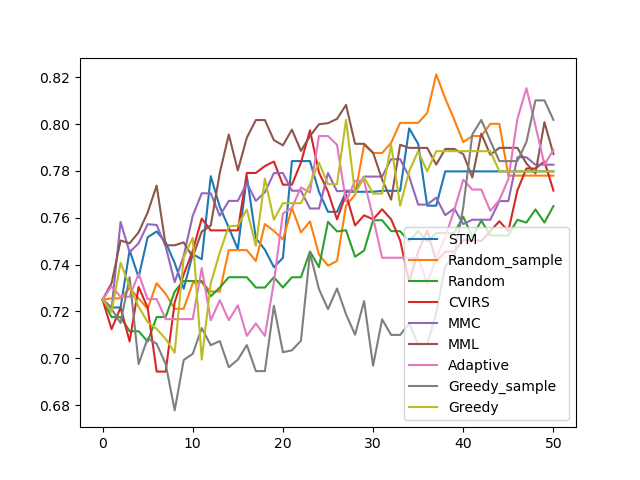 0.82
0.80
0.78
0.76
0.74
0.72
0.70
0.68
0
10
20
30
40
50
STM
Random_sample
Random
CVIRS
MMC
MML
Adaptive
Greedy_sample
Greedy